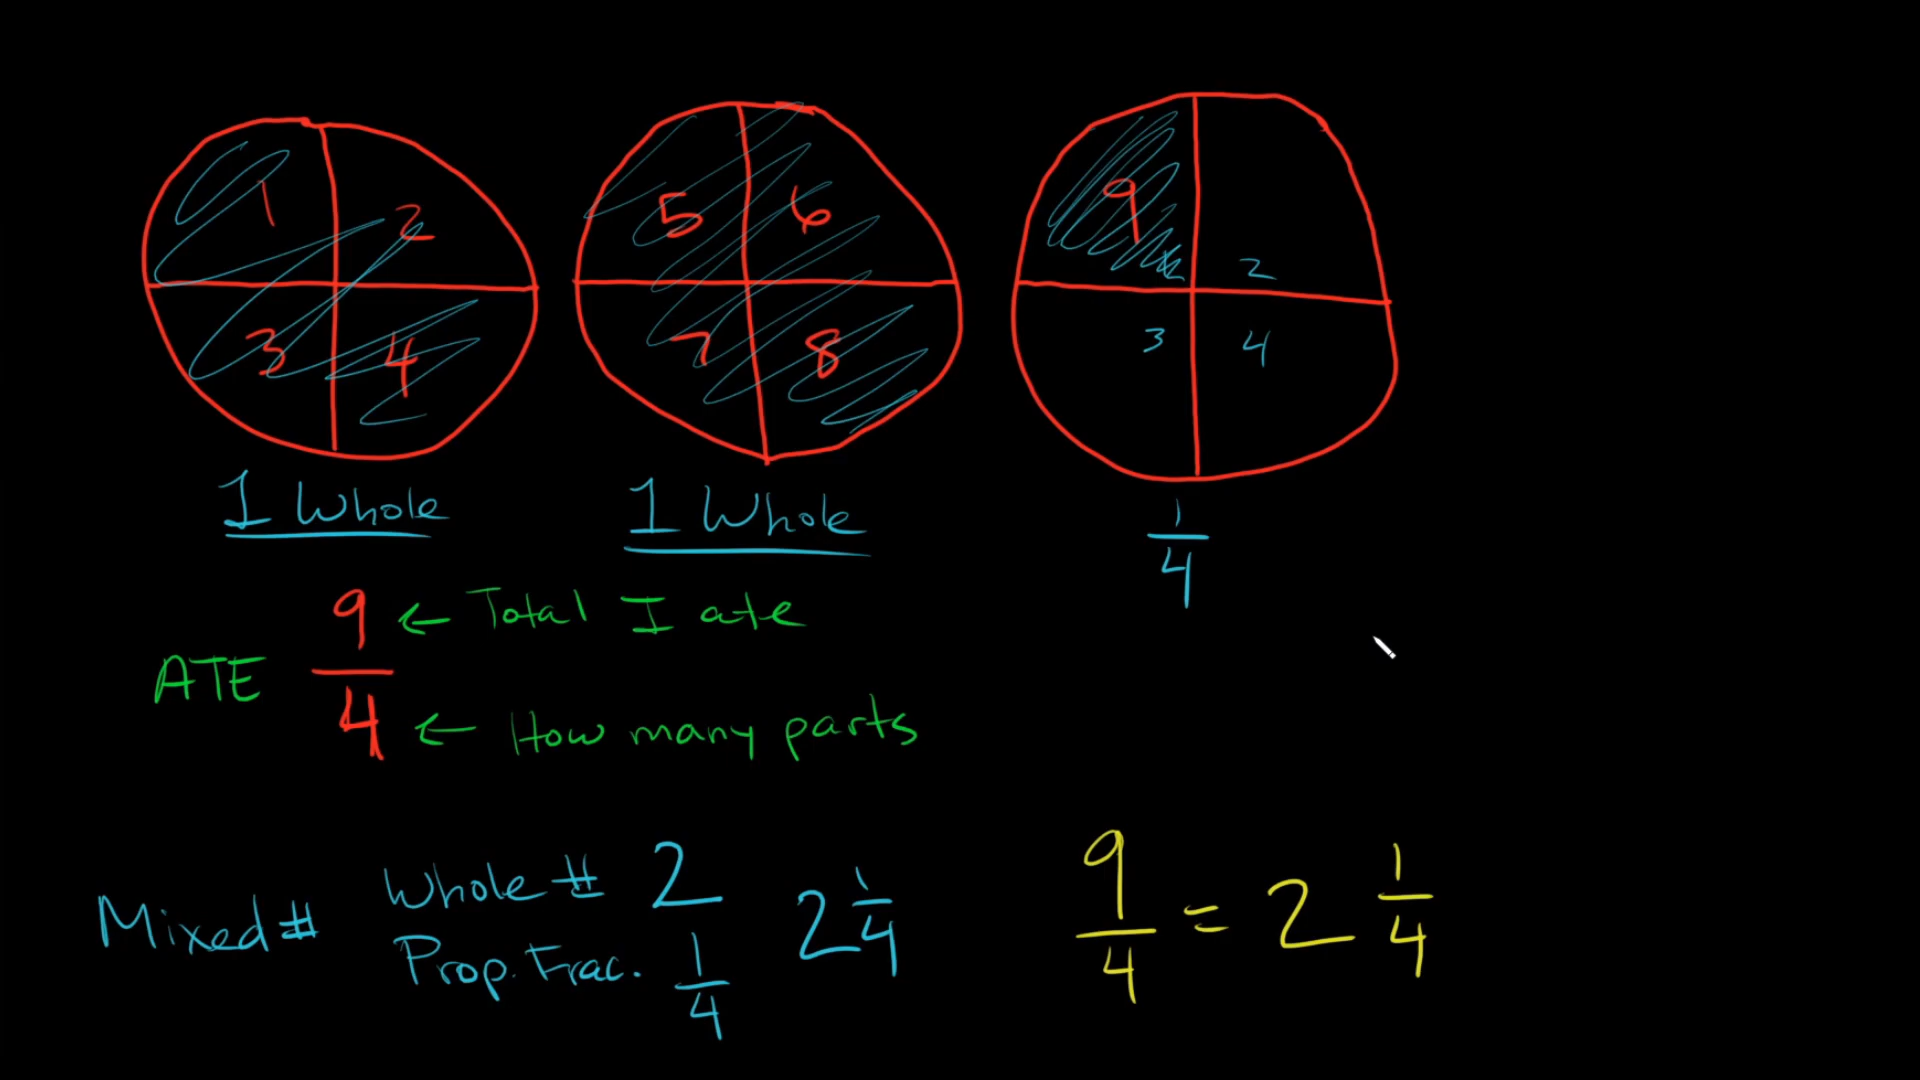 1 2 5 6 9 2
3 4 7 8 3 4
1 Whole 1 Whole 1/4
ATE 9/4
← Total I ate
← How many parts
Mixed #
Whole # 2
Prop. Frac. 1/4
2 1/4
9/4 = 2 1/4